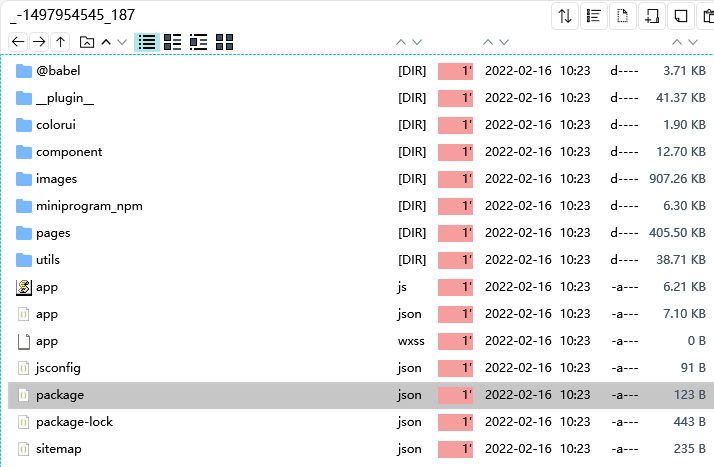 _-1497954545_187
@babel [DIR] 1' 2022-02-16 10:23 d---- 3.71 KB
__plugin__ [DIR] 1' 2022-02-16 10:23 d---- 41.37 KB
colorui [DIR] 1' 2022-02-16 10:23 d---- 1.90 KB
component [DIR] 1' 2022-02-16 10:23 d---- 12.70 KB
images [DIR] 1' 2022-02-16 10:23 d---- 907.26 KB
miniprogram_npm [DIR] 1' 2022-02-16 10:23 d---- 6.30 KB
pages [DIR] 1' 2022-02-16 10:23 d---- 405.50 KB
utils [DIR] 1' 2022-02-16 10:23 d---- 38.71 KB
app js 1' 2022-02-16 10:23 -a--- 6.21 KB
app json 1' 2022-02-16 10:23 -a--- 7.10 KB
app wxss 1' 2022-02-16 10:23 -a--- 0 B
jsconfig json 1' 2022-02-16 10:23 -a--- 91 B
package json 1' 2022-02-16 10:23 -a--- 123 B
package-lock json 1' 2022-02-16 10:23 -a--- 443 B
sitemap json 1' 2022-02-16 10:23 -a--- 235 B